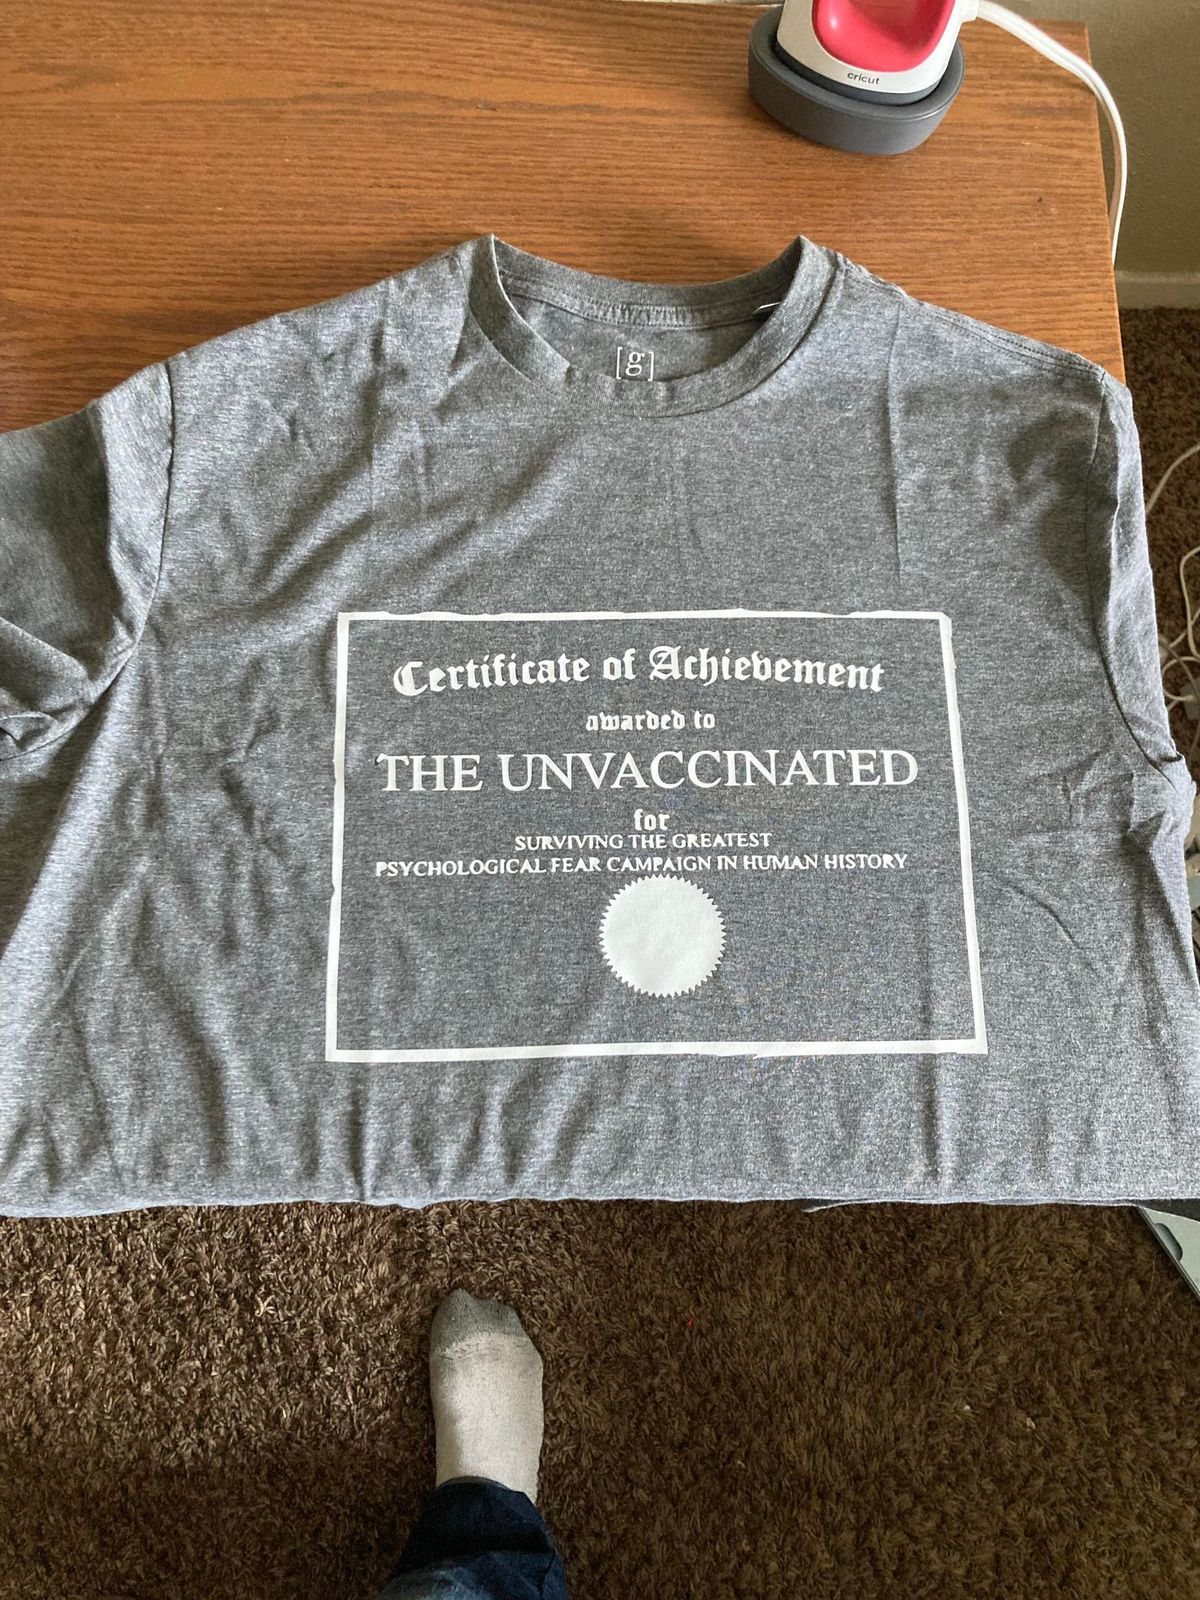 cricut
[g]
Certificate of Achievement
awarded to
THE UNVACCINATED
for
SURVIVING THE GREATEST
PSYCHOLOGICAL FEAR CAMPAIGN IN HUMAN HISTORY